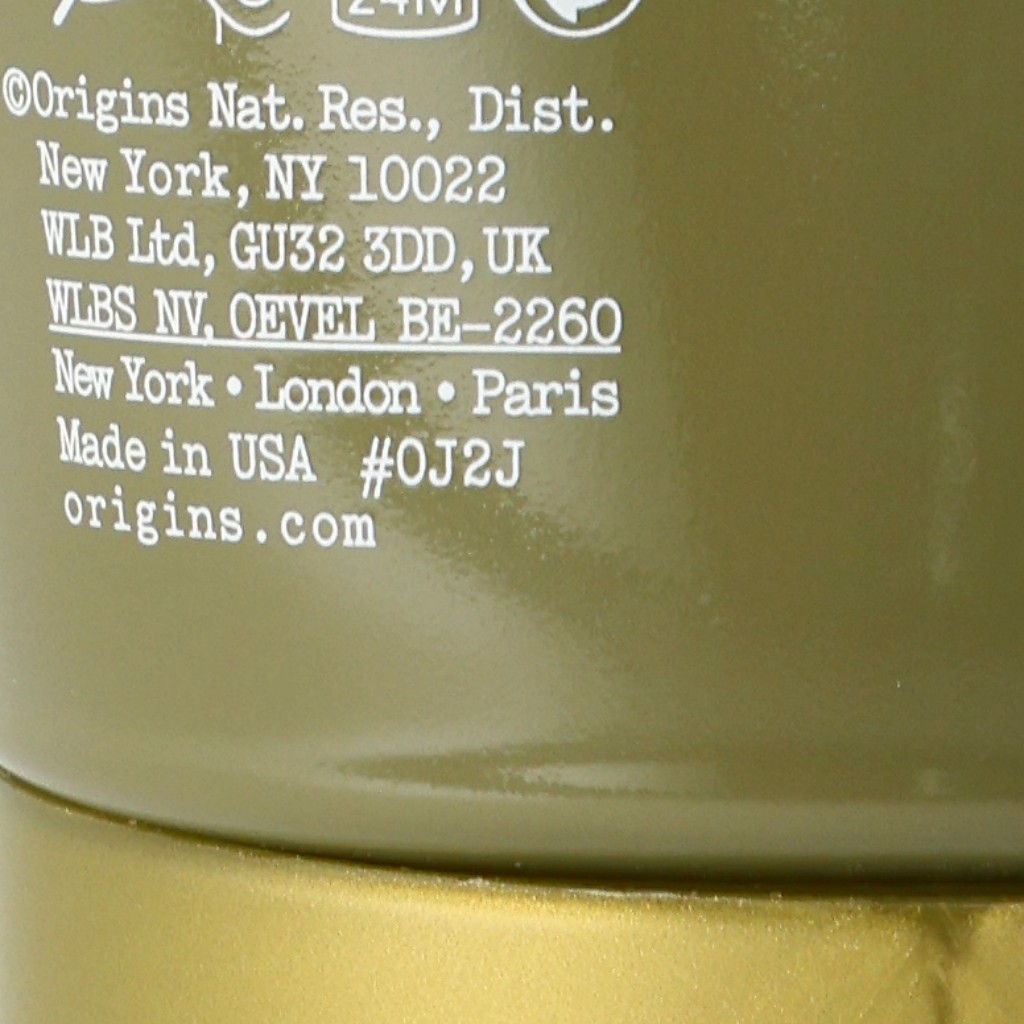 24M
©Origins Nat. Res., Dist.
New York, NY 10022
WLB Ltd, GU32 3DD, UK
WLBS NV, OEVEL BE-2260
New York • London • Paris
Made in USA #0J2J
origins.com